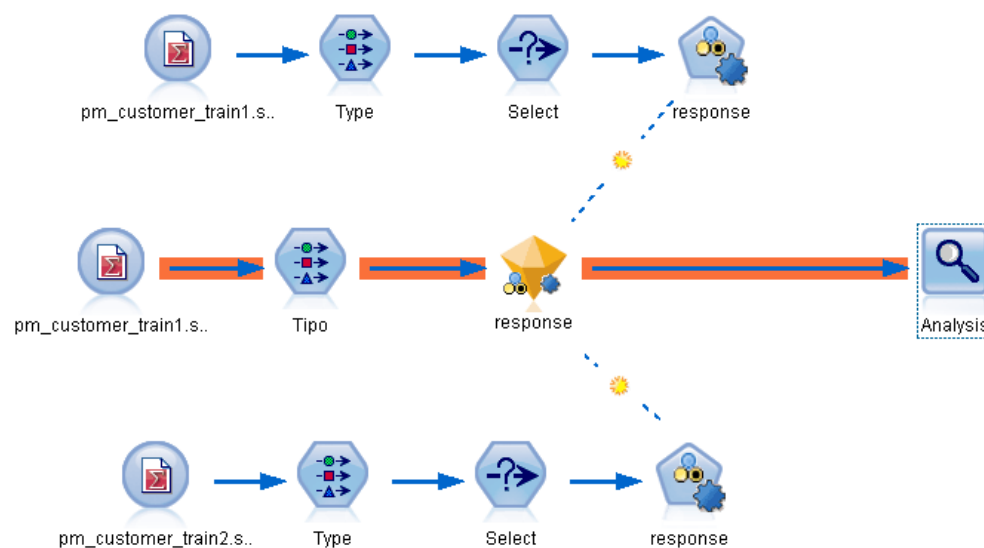 pm_customer_train1.s..
Type
Select
response
pm_customer_train1.s..
Tipo
response
Analysis
pm_customer_train2.s..
Type
Select
response